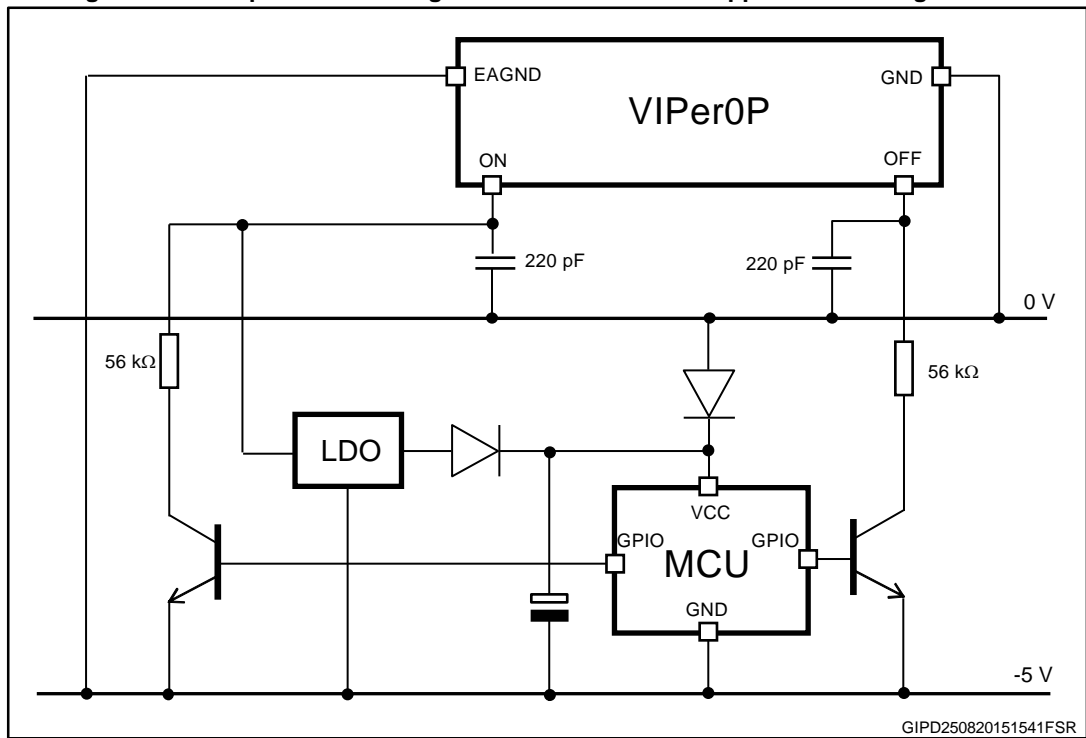 EAGND
GND
VIPer0P
ON
OFF
220 pF
220 pF
0 V
56 kΩ
56 kΩ
LDO
VCC
GPIO
GPIO
MCU
GND
-5 V
GIPD250820151541FSR